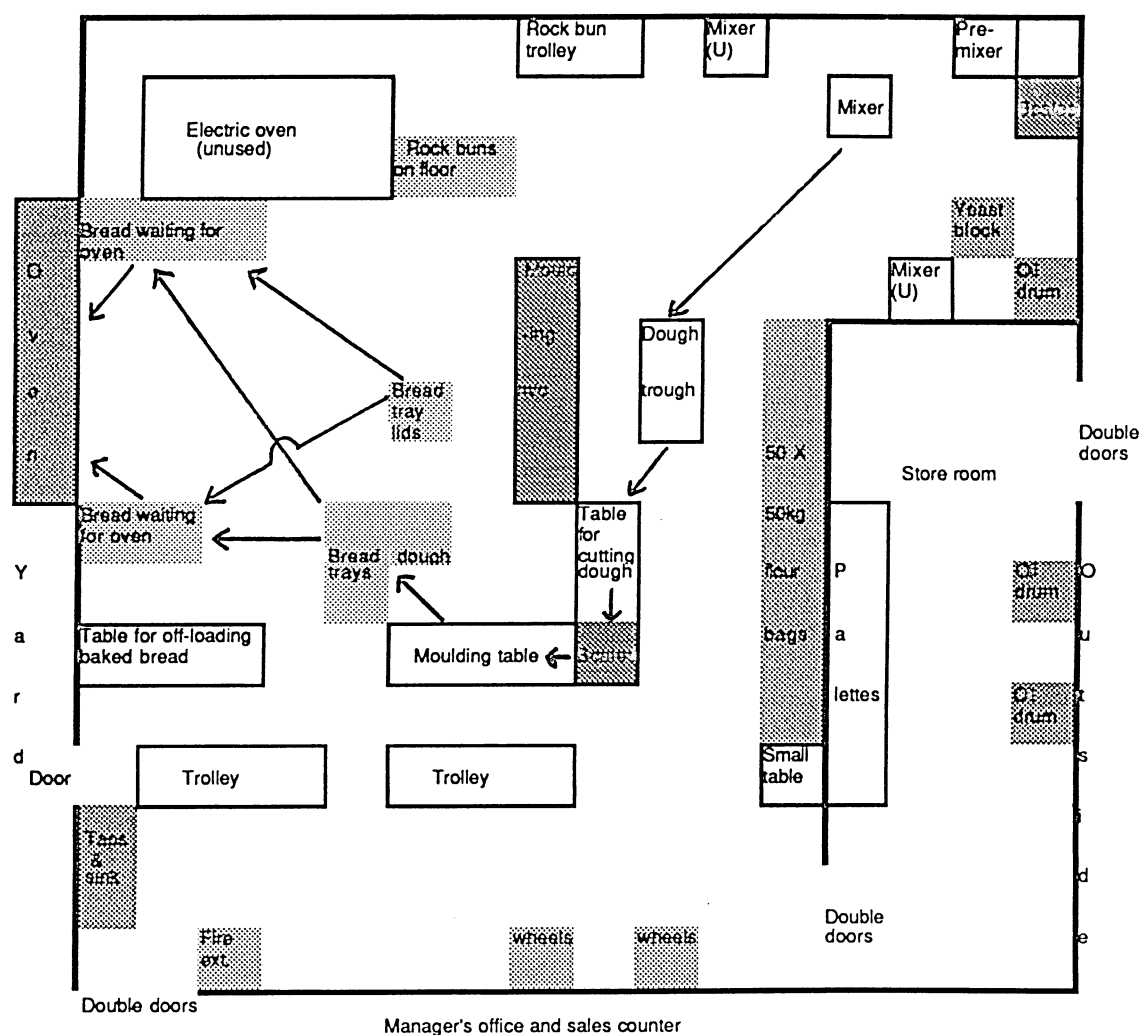 Rock bun
trolley
Mixer
(U)
Pre-
mixer
Mixer
Scales
Electric oven
(unused)
Rock buns
on floor
Bread waiting for
oven
O
v
e
n
Yeast
block
Mixer
(U)
Oil
drum
Mould
-ing
m/c
Dough
trough
Bread
tray
lids
50 X
50kg
flour
bags
Store room
Double
doors
Bread waiting
for oven
Bread
trays
dough
Table
for
cutting
dough
Scales
Moulding table
Table for off-loading
baked bread
P
a
lettes
Oil
drum
Oil
drum
Y
a
r
d
O
u
t
s
i
d
e
Door
Trolley
Trolley
Small
table
Taps
&
sink
Fire
ext.
wheels
wheels
Double
doors
Double doors
Manager's office and sales counter